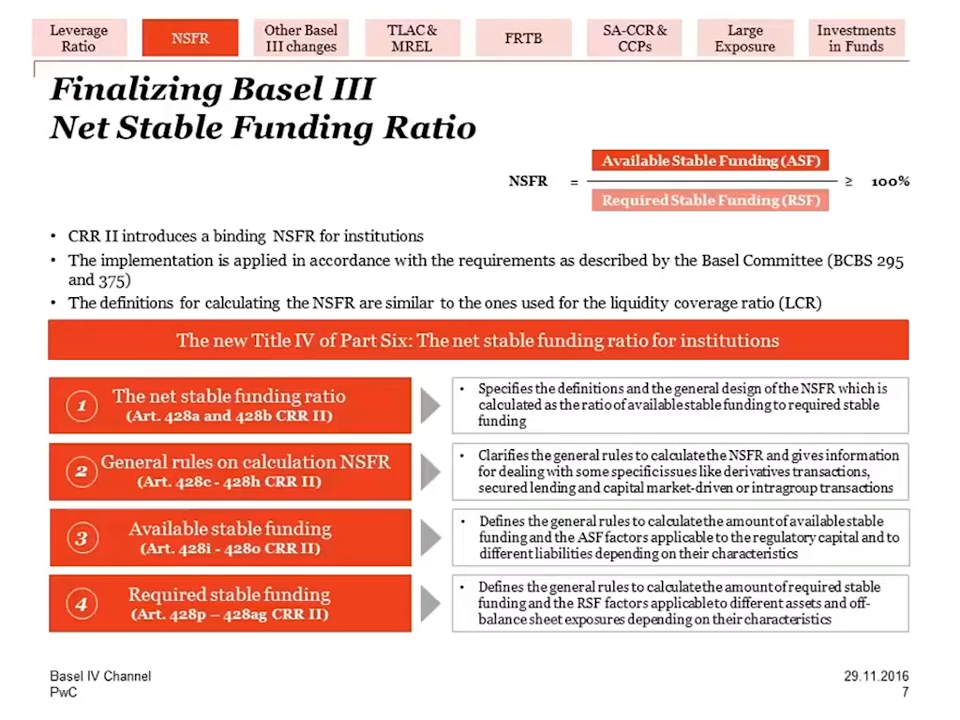 Leverage
Ratio
NSFR
Other Basel
III changes
TLAC &
MREL
FRTB
SA-CCR &
CCPs
Large
Exposure
Investments
in Funds
Finalizing Basel III
Net Stable Funding Ratio
Available Stable Funding (ASF)
NSFR = ≥ 100%
Required Stable Funding (RSF)
• CRR II introduces a binding NSFR for institutions
• The implementation is applied in accordance with the requirements as described by the Basel Committee (BCBS 295
and 375)
• The definitions for calculating the NSFR are similar to the ones used for the liquidity coverage ratio (LCR)
The new Title IV of Part Six: The net stable funding ratio for institutions
1
The net stable funding ratio
(Art. 428a and 428b CRR II)
• Specifies the definitions and the general design of the NSFR which is
calculated as the ratio of available stable funding to required stable
funding
2
General rules on calculation NSFR
(Art. 428c - 428h CRR II)
• Clarifies the general rules to calculate the NSFR and gives information
for dealing with some specific issues like derivatives transactions,
secured lending and capital market-driven or intragroup transactions
3
Available stable funding
(Art. 428i - 428o CRR II)
• Defines the general rules to calculate the amount of available stable
funding and the ASF factors applicable to the regulatory capital and to
different liabilities depending on their characteristics
4
Required stable funding
(Art. 428p – 428ag CRR II)
• Defines the general rules to calculate the amount of required stable
funding and the RSF factors applicable to different assets and off-
balance sheet exposures depending on their characteristics
Basel IV Channel
PwC
29.11.2016
7